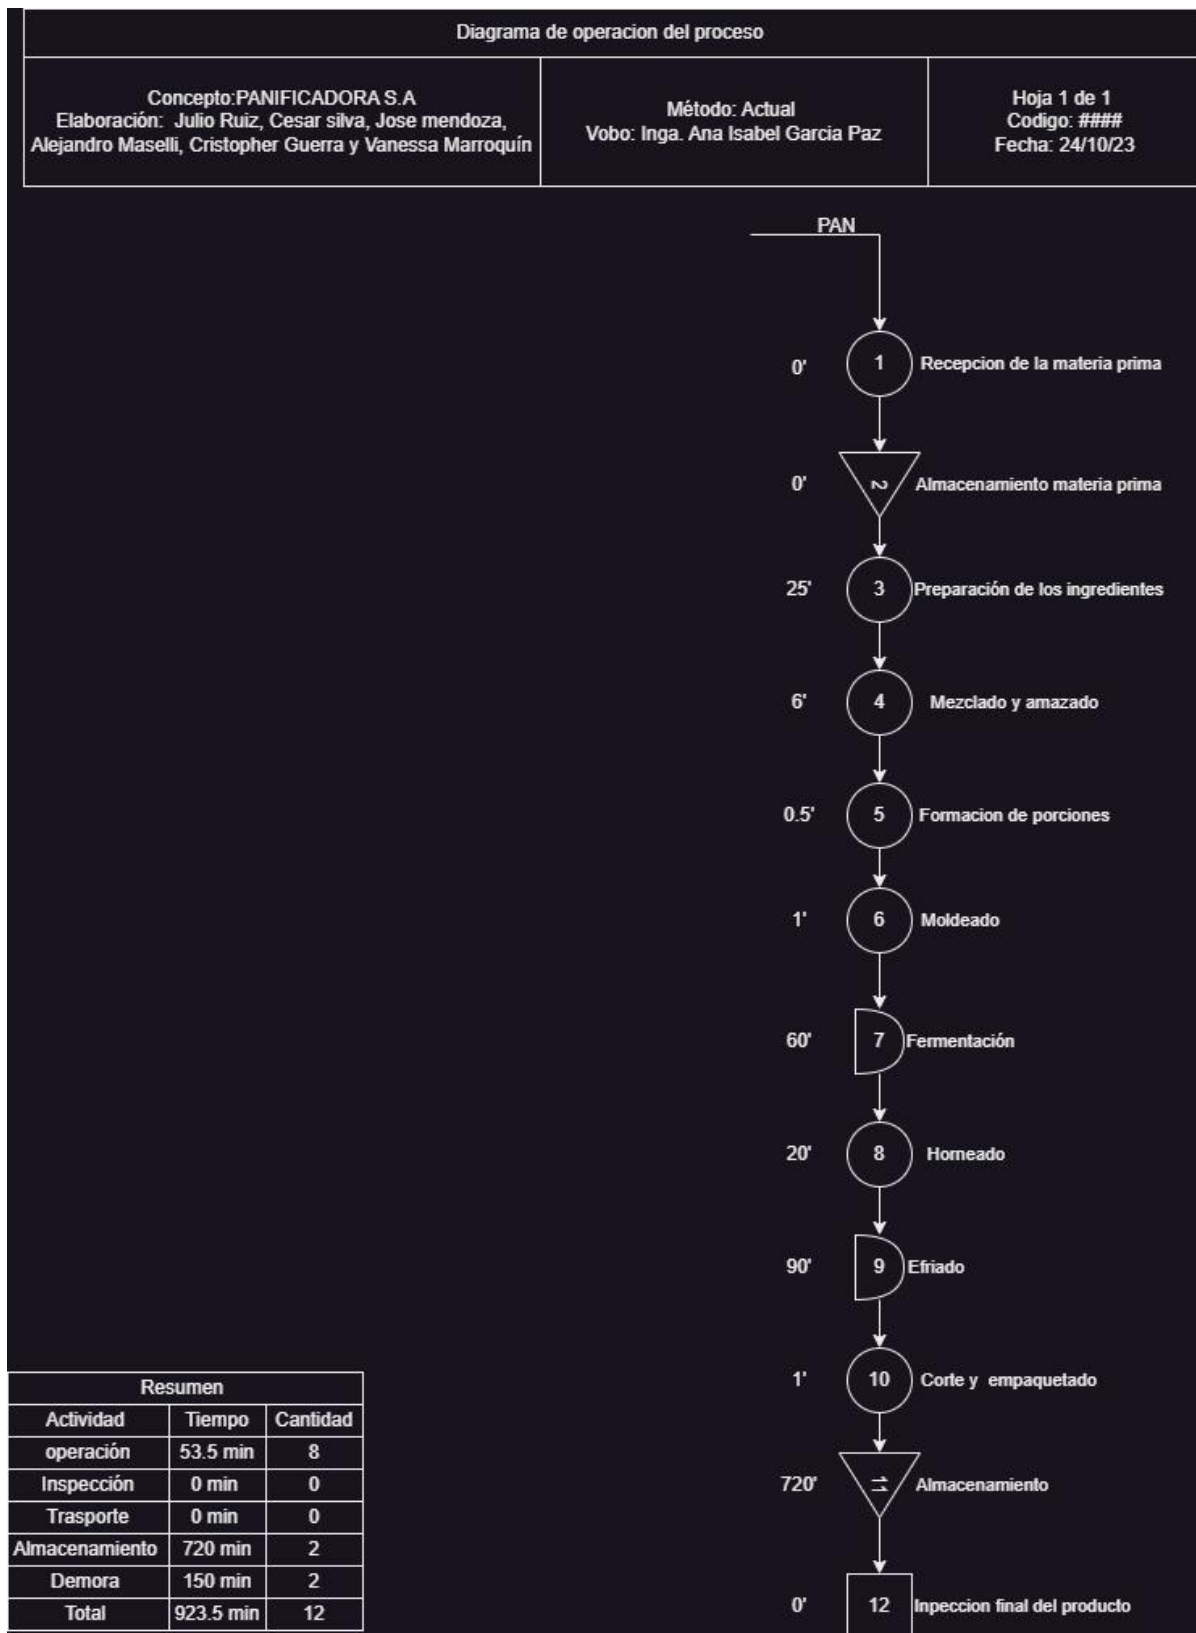 Diagrama de operacion del proceso
Concepto:PANIFICADORA S.A
Elaboración: Julio Ruiz, Cesar silva, Jose mendoza,
Alejandro Maselli, Cristopher Guerra y Vanessa Marroquín
Método: Actual
Vobo: Inga. Ana Isabel Garcia Paz
Hoja 1 de 1
Codigo: ####
Fecha: 24/10/23
PAN
0' 1 Recepcion de la materia prima
0' 2 Almacenamiento materia prima
25' 3 Preparación de los ingredientes
6' 4 Mezclado y amazado
0.5' 5 Formacion de porciones
1' 6 Moldeado
60' 7 Fermentación
20' 8 Horneado
90' 9 Efriado
1' 10 Corte y empaquetado
720' 11 Almacenamiento
0' 12 Inpeccion final del producto
Resumen
Actividad Tiempo Cantidad
operación 53.5 min 8
Inspección 0 min 0
Trasporte 0 min 0
Almacenamiento 720 min 2
Demora 150 min 2
Total 923.5 min 12